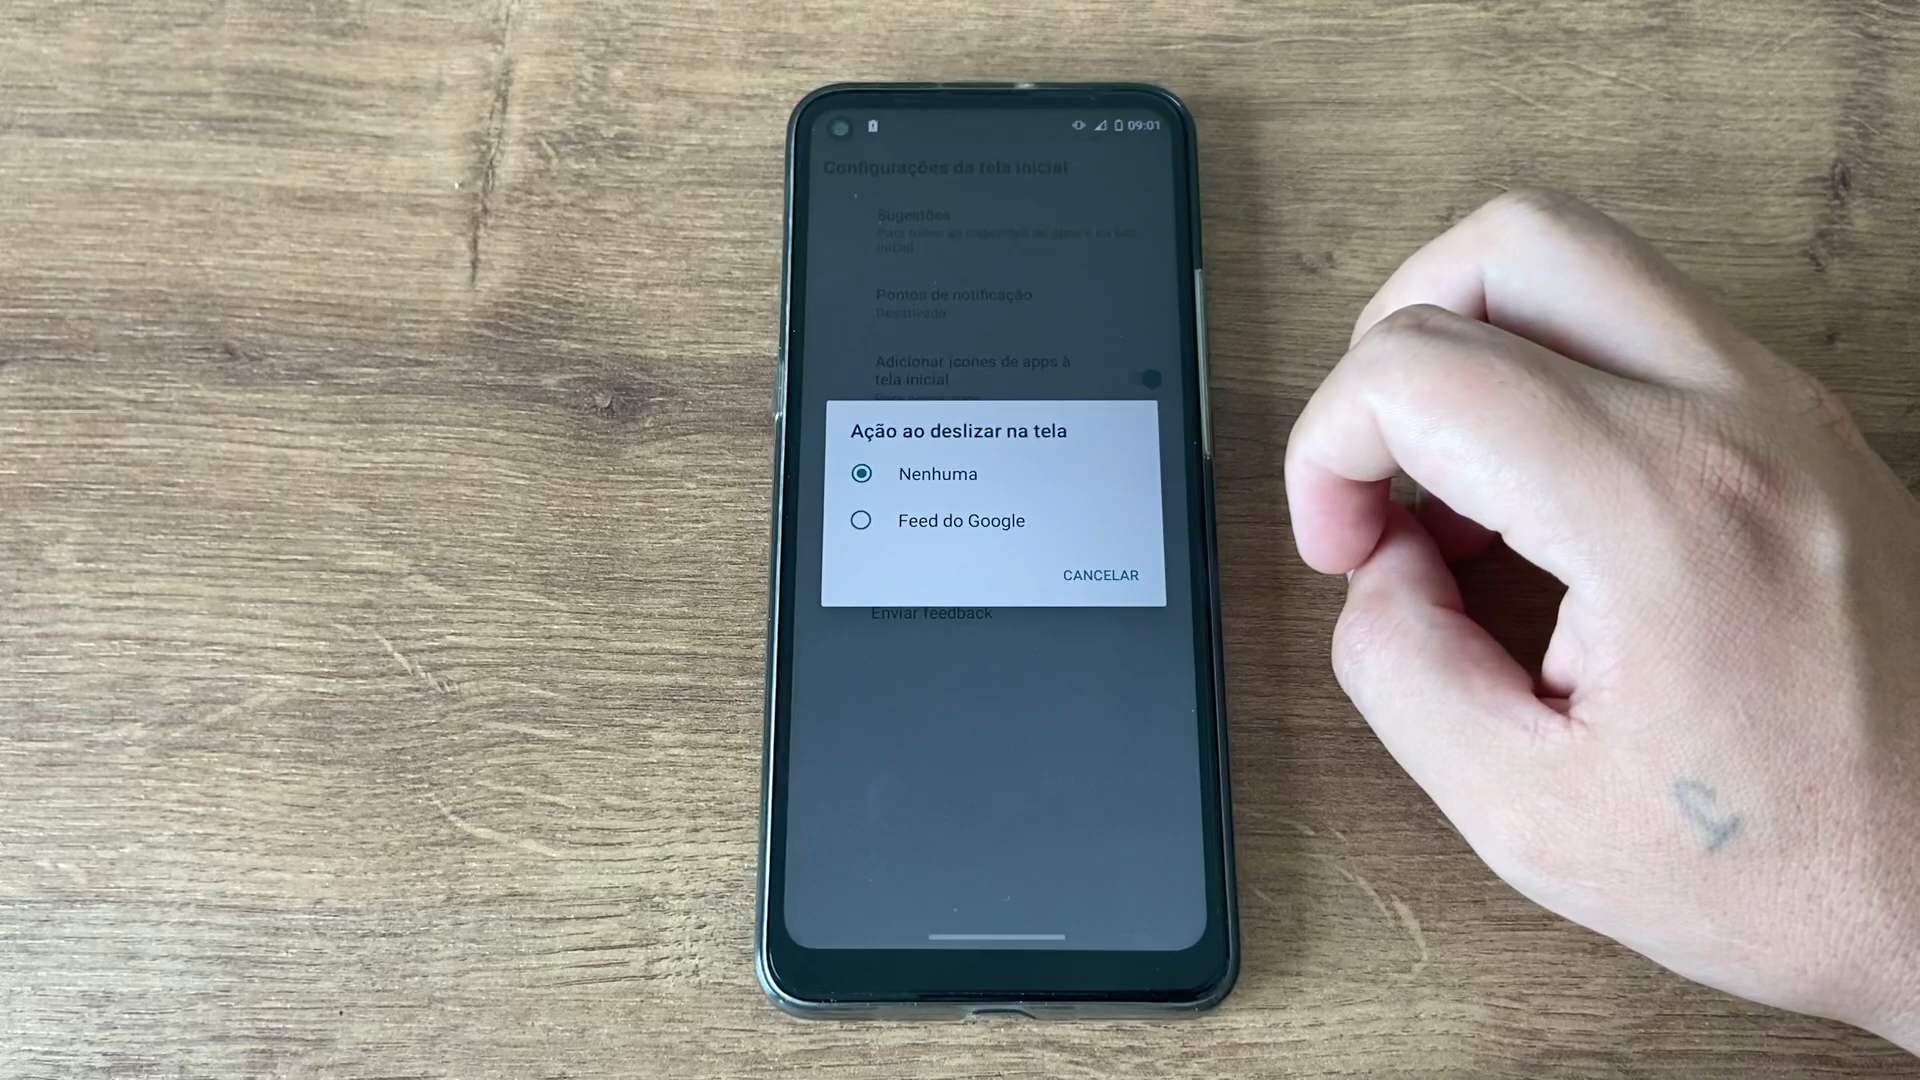 09:01
Configurações da tela inicial
Sugestões
inicial
Pontos de notificação
Desativado
Adicionar ícones de apps à
tela inicial
Ação ao deslizar na tela
Nenhuma
Feed do Google
CANCELAR
Enviar feedback